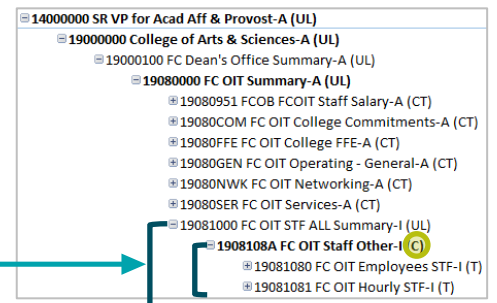 14000000 SR VP for Acad Aff & Provost-A (UL)
19000000 College of Arts & Sciences-A (UL)
19000100 FC Dean's Office Summary-A (UL)
19080000 FC OIT Summary-A (UL)
19080951 FCOB FCOIT Staff Salary-A (CT)
19080COM FC OIT College Commitments-A (CT)
19080FFE FC OIT College FFE-A (CT)
19080GEN FC OIT Operating - General-A (CT)
19080NWK FC OIT Networking-A (CT)
19080SER FC OIT Services-A (CT)
19081000 FC OIT STF ALL Summary-I (UL)
1908108A FC OIT Staff Other-I (C)
19081080 FC OIT Employees STF-I (T)
19081081 FC OIT Hourly STF-I (T)